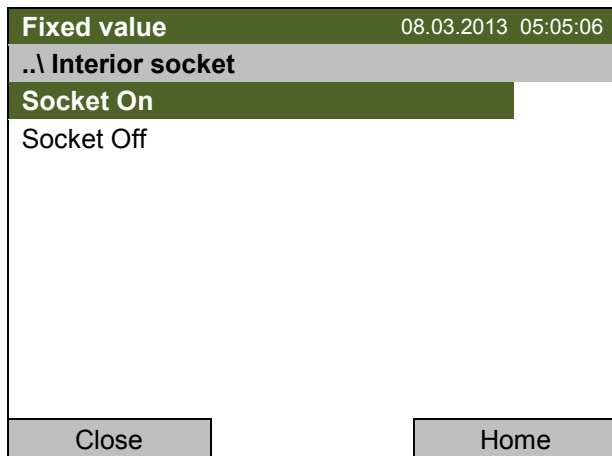 Fixed value 08.03.2013 05:05:06
..\ Interior socket
Socket On
Socket Off
Close Home